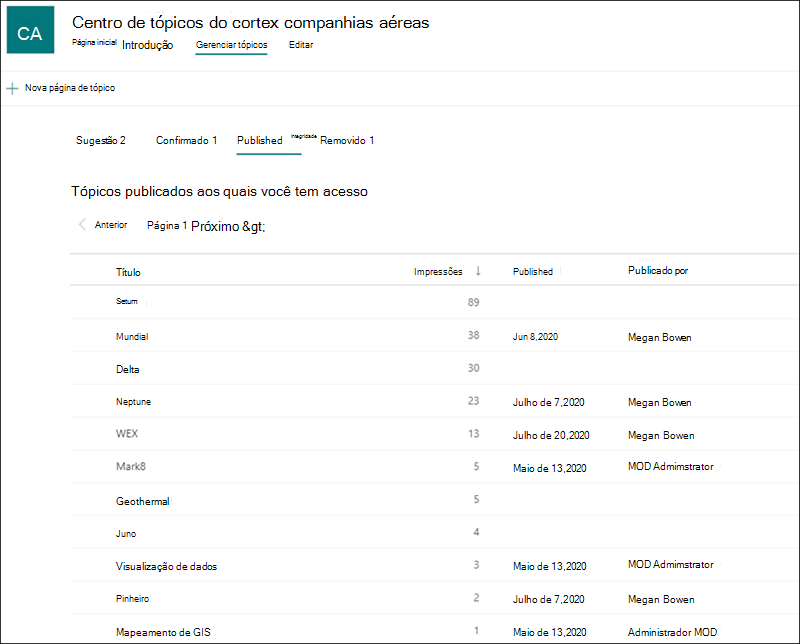 CA
Centro de tópicos do cortex companhias aéreas
Página inicial Introdução Gerenciar tópicos Editar
+ Nova página de tópico
Sugestão 2 Confirmado 1 Published Integridade Removido 1
Tópicos publicados aos quais você tem acesso
< Anterior Página 1 Próximo &gt;
Título Impressões ↓ Published Publicado por
Setum 89
Mundial 38 Jun 8,2020 Megan Bowen
Delta 30
Neptune 23 Julho de 7,2020 Megan Bowen
WEX 13 Julho de 20,2020 Megan Bowen
Mark8 5 Maio de 13,2020 MOD Admimstrator
Geothermal 5
Juno 4
Visualização de dados 3 Maio de 13,2020 MOD Admimstrator
Pinheiro 2 Julho de 7,2020 Megan Bowen
Mapeamento de GIS 1 Maio de 13,2020 Administrador MOD